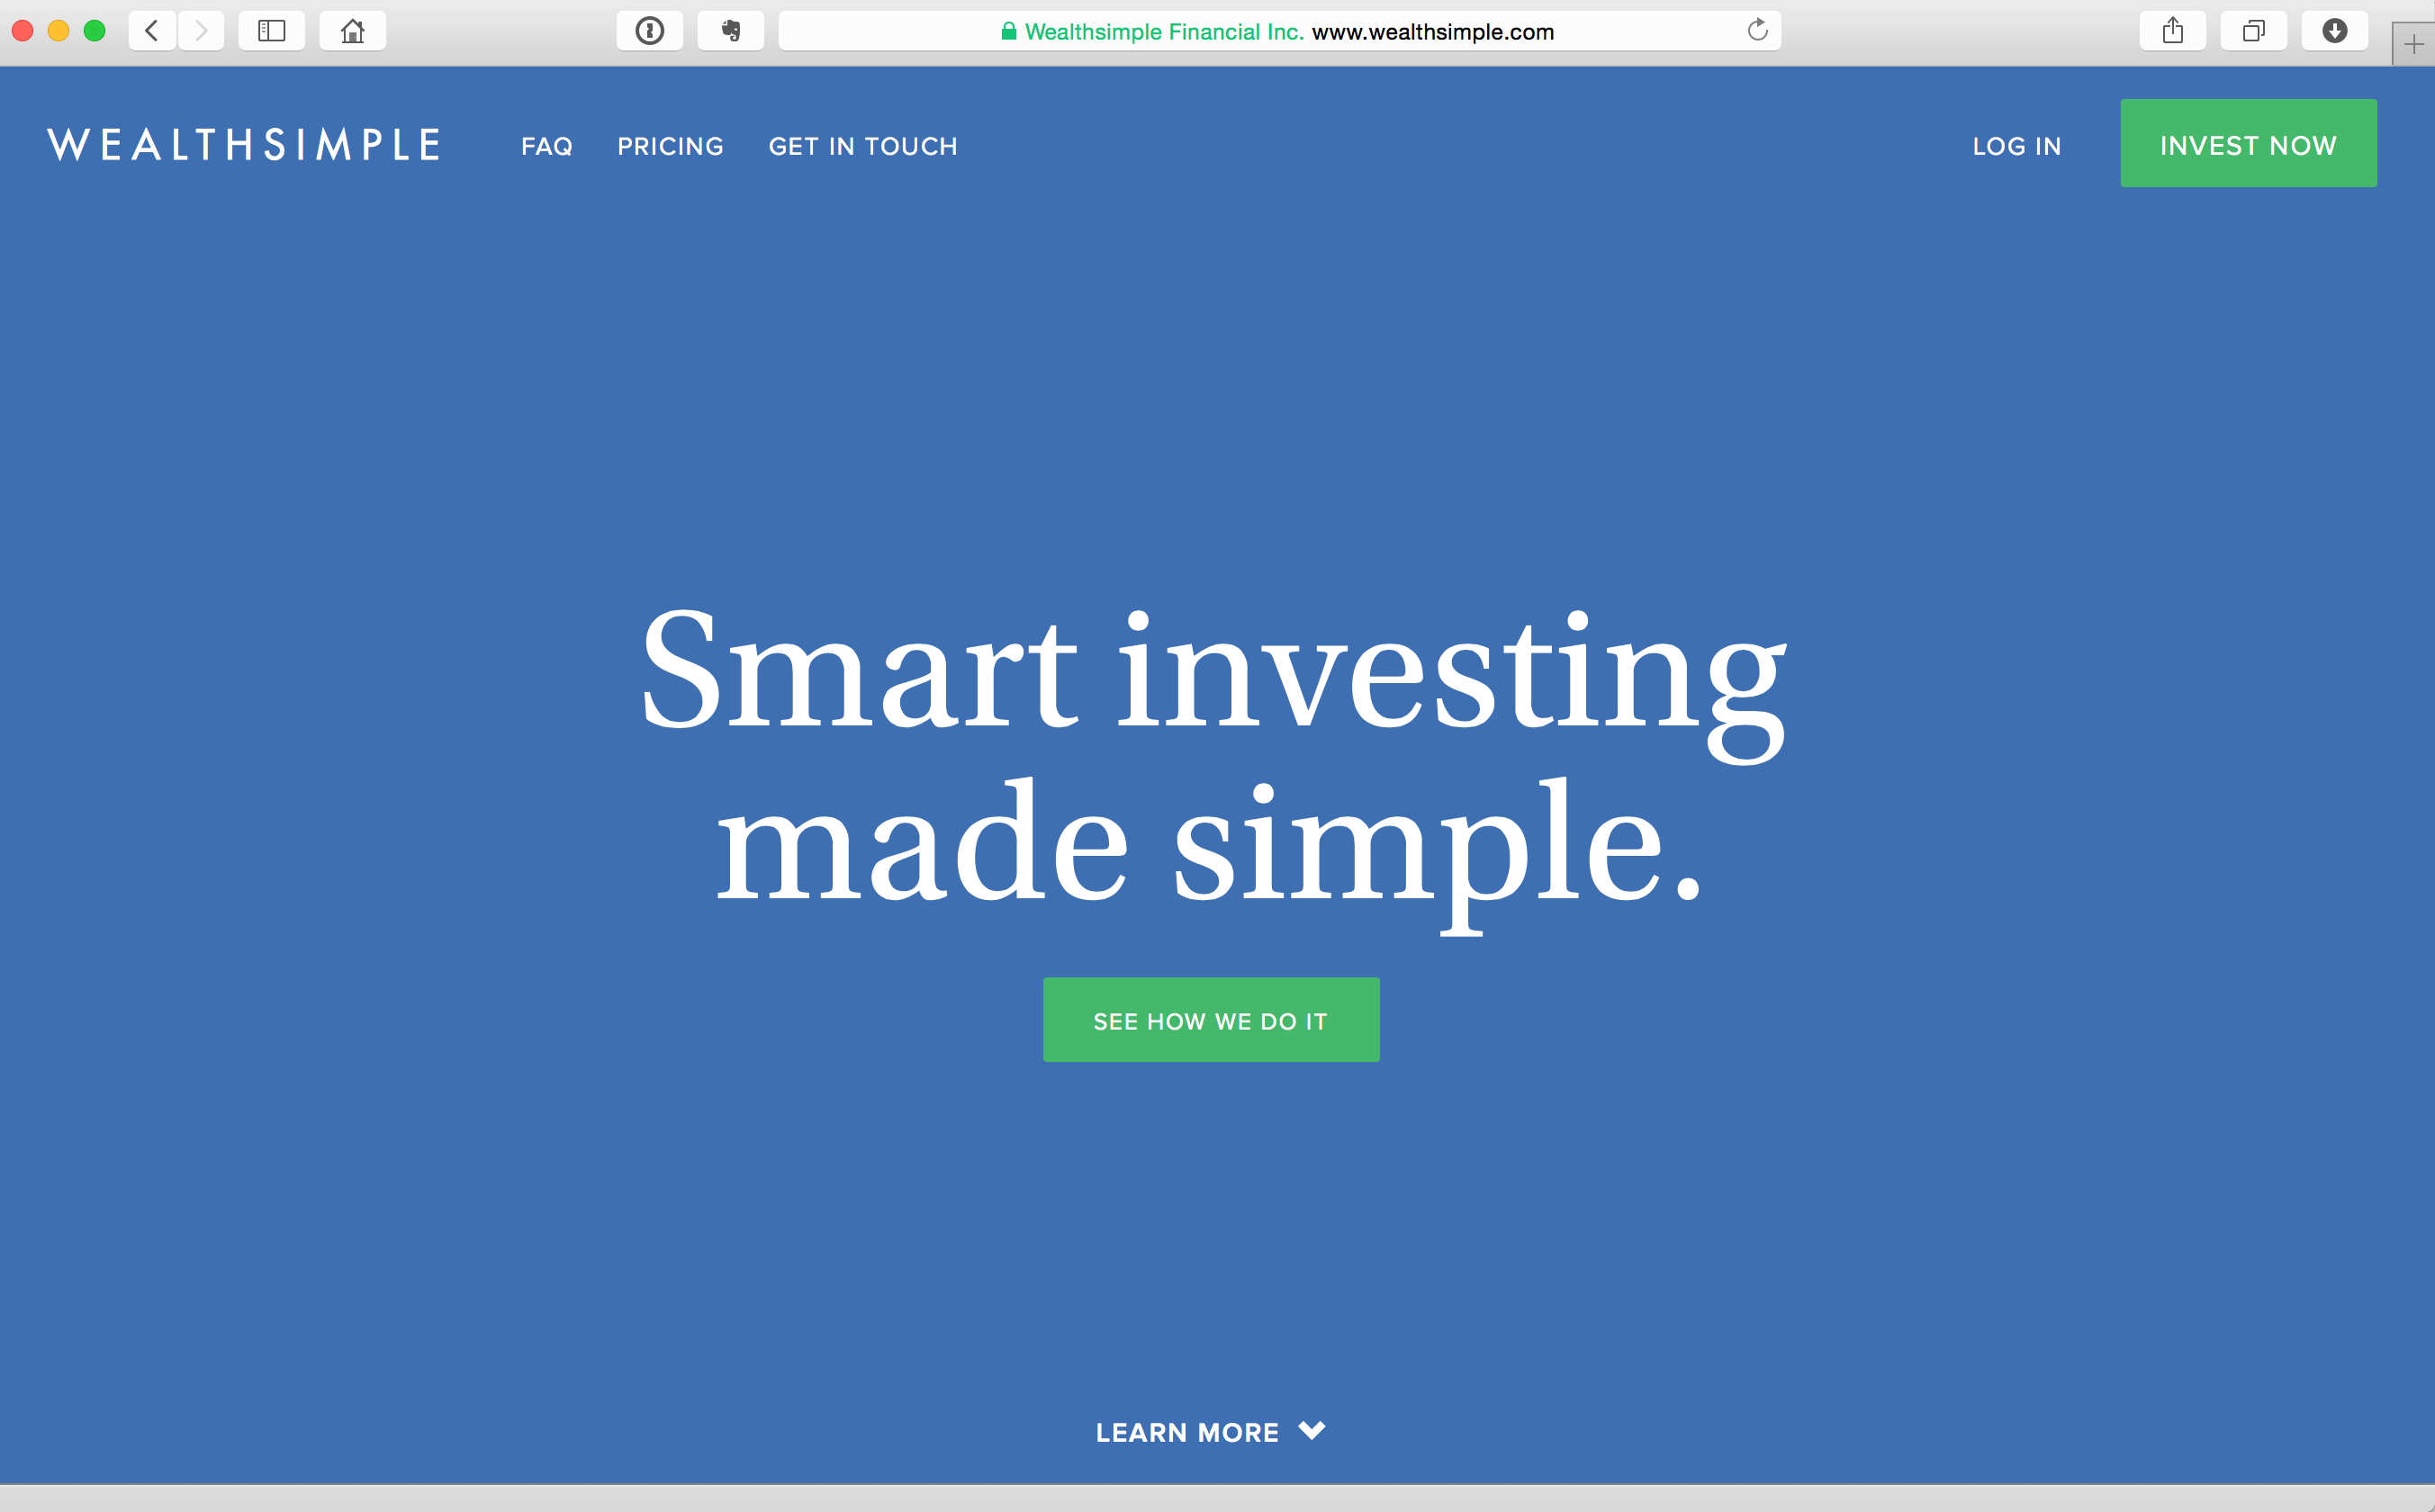 Wealthsimple Financial Inc. www.wealthsimple.com
WEALTHSIMPLE FAQ PRICING GET IN TOUCH LOG IN INVEST NOW
Smart investing
made simple.
SEE HOW WE DO IT
LEARN MORE